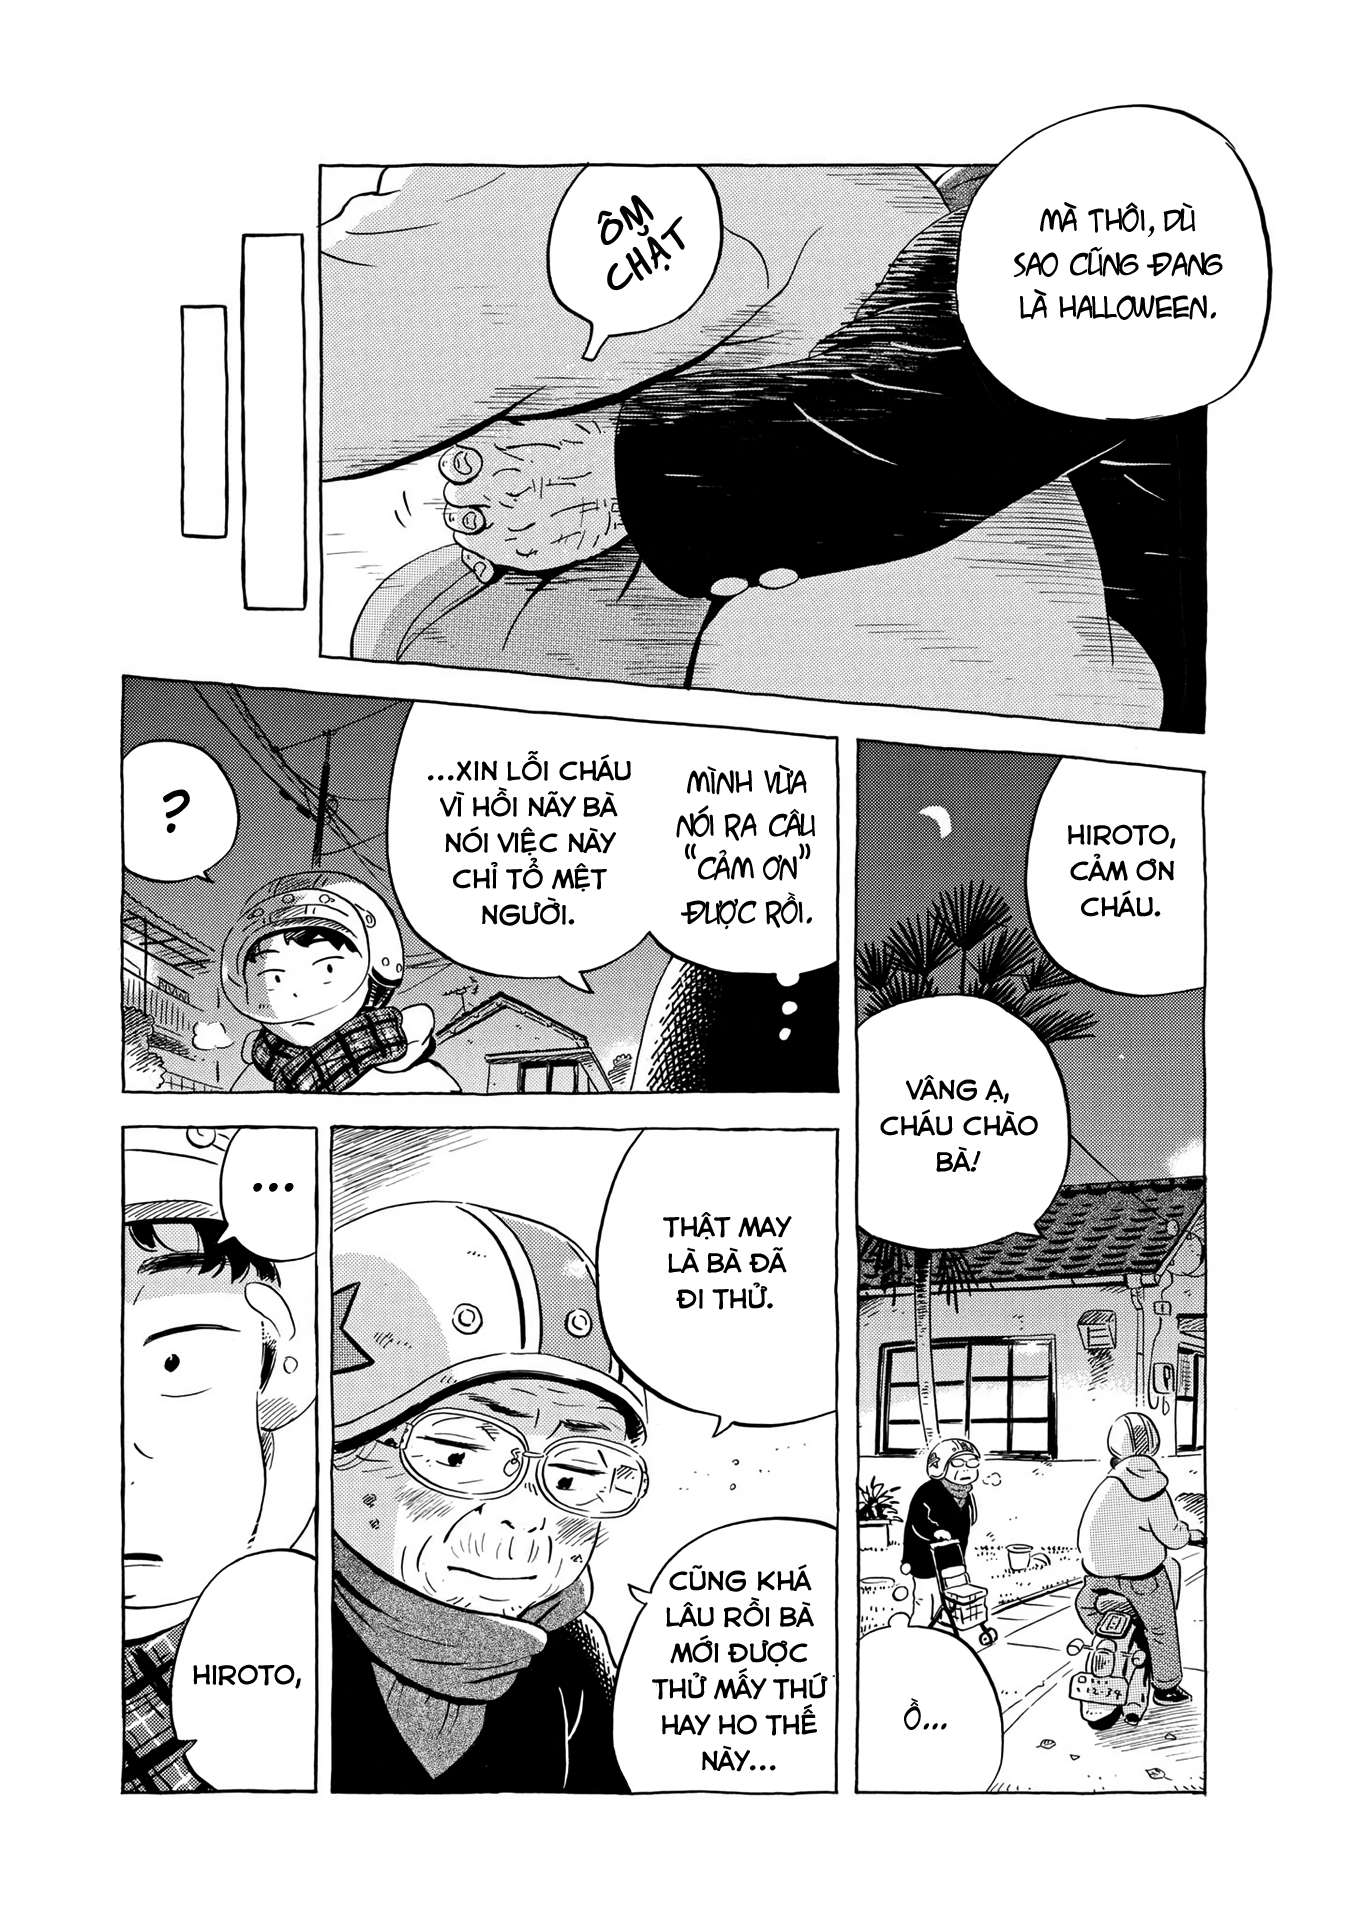 MÀ THÔI, DÙ
SAO CŨNG ĐANG
LÀ HALLOWEEN.
ÔM
CHẶT
HIROTO,
CẢM ƠN
CHÁU.
VÂNG Ạ,
CHÁU CHÀO
BÀ!
Ồ...
MÌNH VỪA
NÓI RA CÂU
“CẢM ƠN”
ĐƯỢC RỒI.
...XIN LỖI CHÁU
VÌ HỒI NÃY BÀ
NÓI VIỆC NÀY
CHỈ TỔ MỆT
NGƯỜI.
?
THẬT MAY
LÀ BÀ ĐÃ
ĐI THỬ.
CŨNG KHÁ
LÂU RỒI BÀ
MỚI ĐƯỢC
THỬ MẤY THỨ
HAY HO THẾ
NÀY...
...
HIROTO,